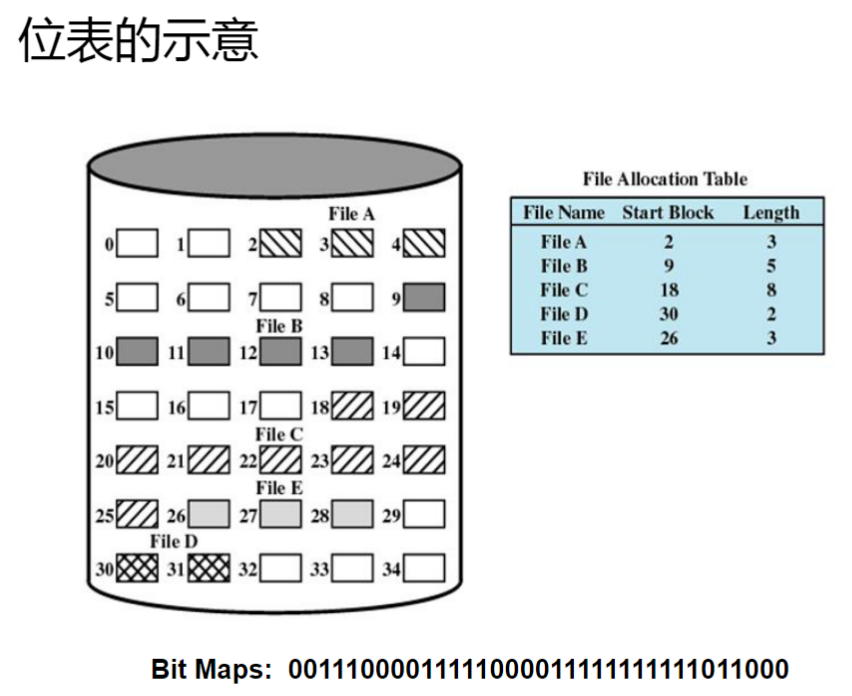 位表的示意
File Allocation Table
File Name Start Block Length
File A 2 3
File B 9 5
File C 18 8
File D 30 2
File E 26 3
File A
0 1 2 3 4
5 6 7 8 9
File B
10 11 12 13 14
15 16 17 18 19
File C
20 21 22 23 24
File E
25 26 27 28 29
File D
30 31 32 33 34
Bit Maps: 00111000011111000011111111111011000